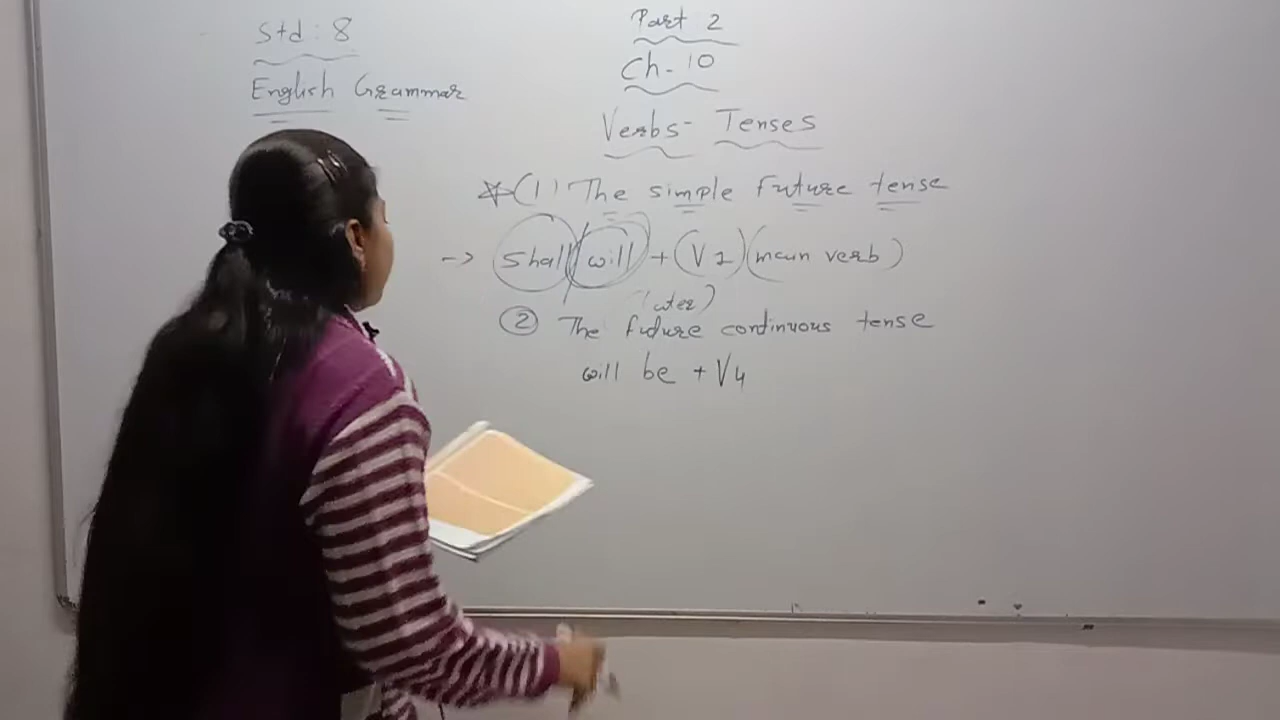 Std: 8
English Grammar
Part 2
Ch-10
Verbs- Tenses
(1) The simple future tense
-> shall/will + (V1) (main verb)
② The future continuous tense
will be + V4